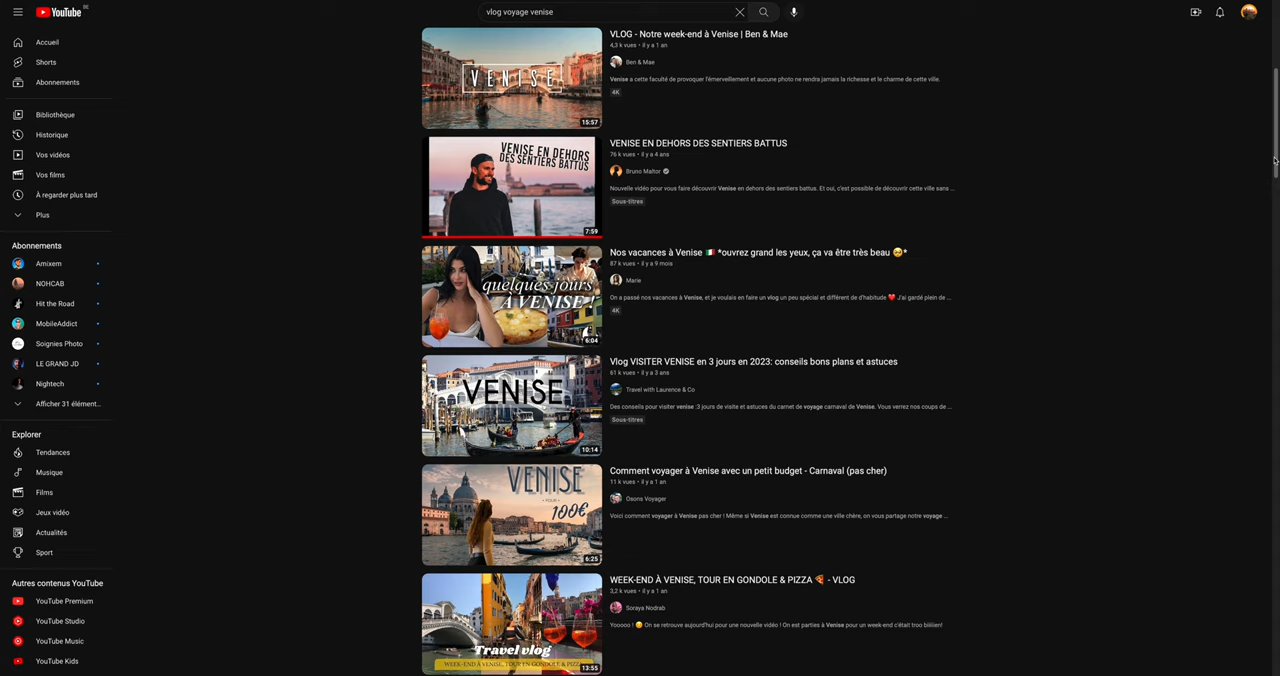 YouTube BE
vlog voyage venise
Accueil
Shorts
Abonnements
Bibliothèque
Historique
Vos vidéos
Vos films
À regarder plus tard
Plus
Abonnements
Amixem
NOHCAB
Hit the Road
MobileAddict
Soignies Photo
LE GRAND JD
Nightech
Afficher 31 élément...
Explorer
Tendances
Musique
Films
Jeux vidéo
Actualités
Sport
Autres contenus YouTube
YouTube Premium
YouTube Studio
YouTube Music
YouTube Kids
VENISE
15:57
VLOG - Notre week-end à Venise | Ben & Mae
4,3 k vues • il y a 1 an
Ben & Mae
Venise a cette faculté de provoquer l'émerveillement et aucune photo ne rendra jamais la richesse et le charme de cette ville.
4K
VENISE EN DEHORS
DES SENTIERS BATTUS
7:59
VENISE EN DEHORS DES SENTIERS BATTUS
76 k vues • il y a 4 ans
Bruno Maltor
Nouvelle vidéo pour vous faire découvrir Venise en dehors des sentiers battus. Et oui, c'est possible de découvrir cette ville sans ...
Sous-titres
quelques jours
À VENISE !
6:04
Nos vacances à Venise 🇮🇹 *ouvrez grand les yeux, ça va être très beau 🥹*
87 k vues • il y a 9 mois
Marie
On a passé nos vacances à Venise, et je voulais en faire un vlog un peu spécial et différent de d'habitude ❤️ J'ai gardé plein de ...
4K
VENISE
10:14
Vlog VISITER VENISE en 3 jours en 2023: conseils bons plans et astuces
61 k vues • il y a 3 ans
Travel with Laurence & Co
Des conseils pour visiter venise :3 jours de visite et astuces du carnet de voyage carnaval de Venise. Vous verrez nos coups de ...
Sous-titres
VENISE
- POUR -
100€
6:25
Comment voyager à Venise avec un petit budget - Carnaval (pas cher)
11 k vues • il y a 1 an
Osons Voyager
Voici comment voyager à Venise pas cher ! Même si Venise est connue comme une ville chère, on vous partage notre voyage ...
Travel vlog
WEEK-END À VENISE, TOUR EN GONDOLE & PIZZA
13:55
WEEK-END À VENISE, TOUR EN GONDOLE & PIZZA 🍕 - VLOG
3,2 k vues • il y a 1 an
Soraya Nodrab
Yooooo ! 😊 On se retrouve aujourd'hui pour une nouvelle vidéo ! On est parties à Venise pour un week-end c'était troo biiiien!